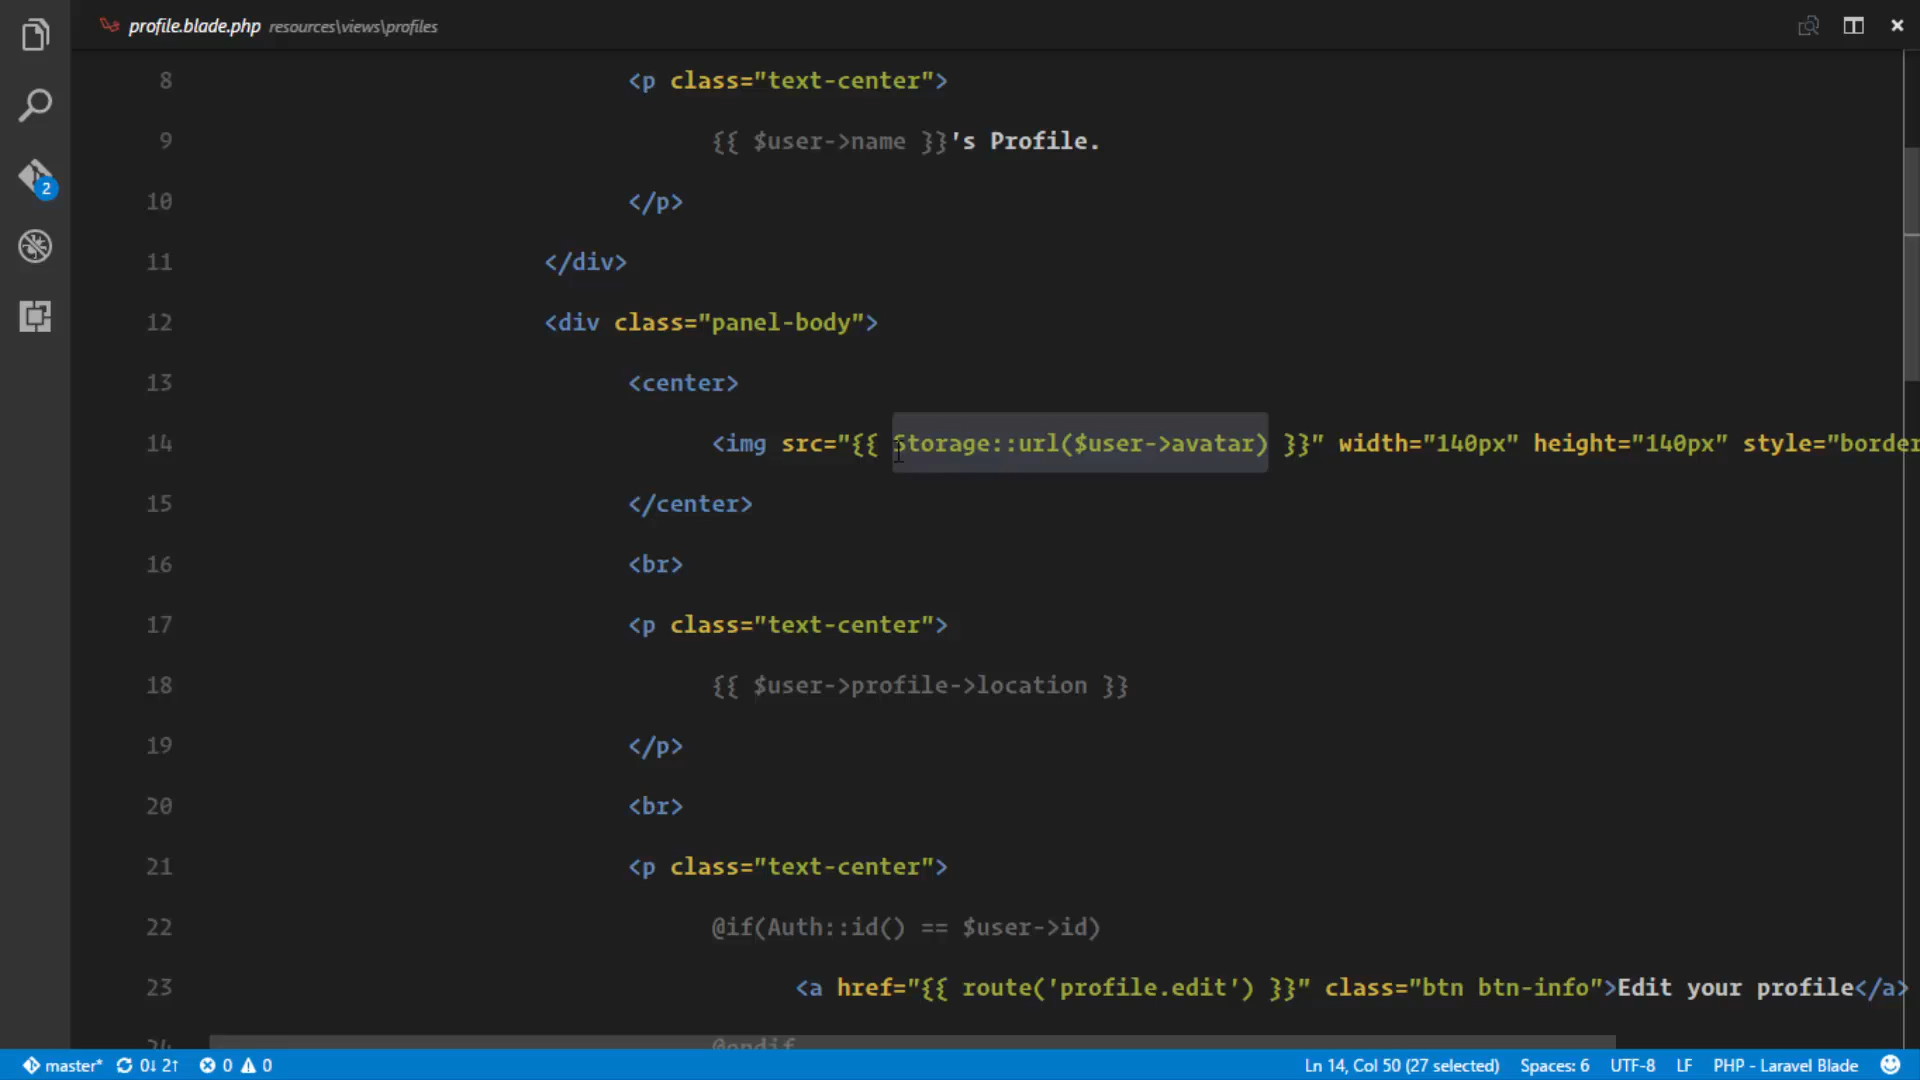 profile.blade.php resources\views\profiles
8 <p class="text-center">
9 {{ $user->name }}'s Profile.
10 </p>
11 </div>
12 <div class="panel-body">
13 <center>
14 <img src="{{ Storage::url($user->avatar) }}" width="140px" height="140px" style="border
15 </center>
16 <br>
17 <p class="text-center">
18 {{ $user->profile->location }}
19 </p>
20 <br>
21 <p class="text-center">
22 @if(Auth::id() == $user->id)
23 <a href="{{ route('profile.edit') }}" class="btn btn-info">Edit your profile</a>
24 @endif
2
master* 0↓ 2↑ 0 0 Ln 14, Col 50 (27 selected) Spaces: 6 UTF-8 LF PHP - Laravel Blade